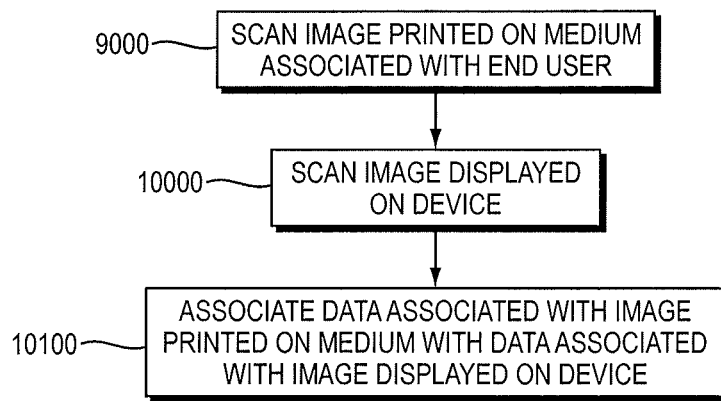 9000
SCAN IMAGE PRINTED ON MEDIUM
ASSOCIATED WITH END USER
10000
SCAN IMAGE DISPLAYED
ON DEVICE
10100
ASSOCIATE DATA ASSOCIATED WITH IMAGE
PRINTED ON MEDIUM WITH DATA ASSOCIATED
WITH IMAGE DISPLAYED ON DEVICE